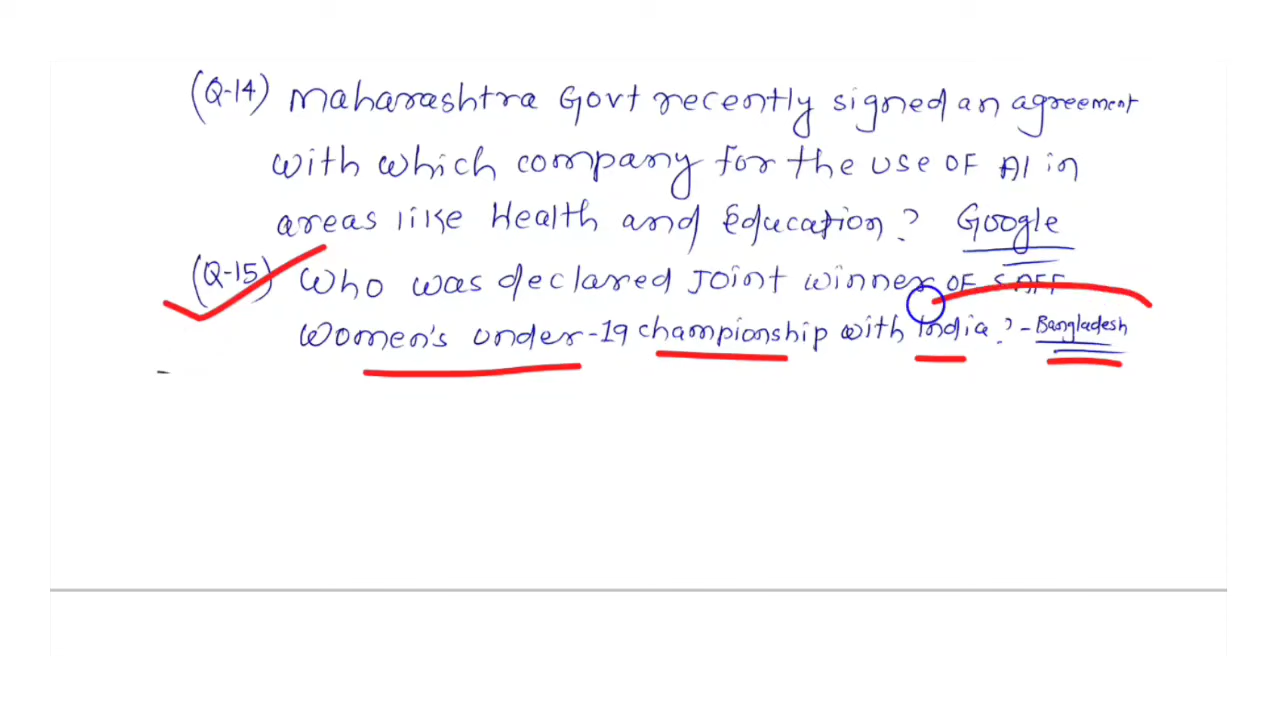 (Q-14) Maharashtra Govt recently signed an agreement
with which company for the use of AI in
areas like Health and Education? Google
(Q-15) Who was declared Joint winner of SAFF
Women's under-19 championship with India? - Bangladesh